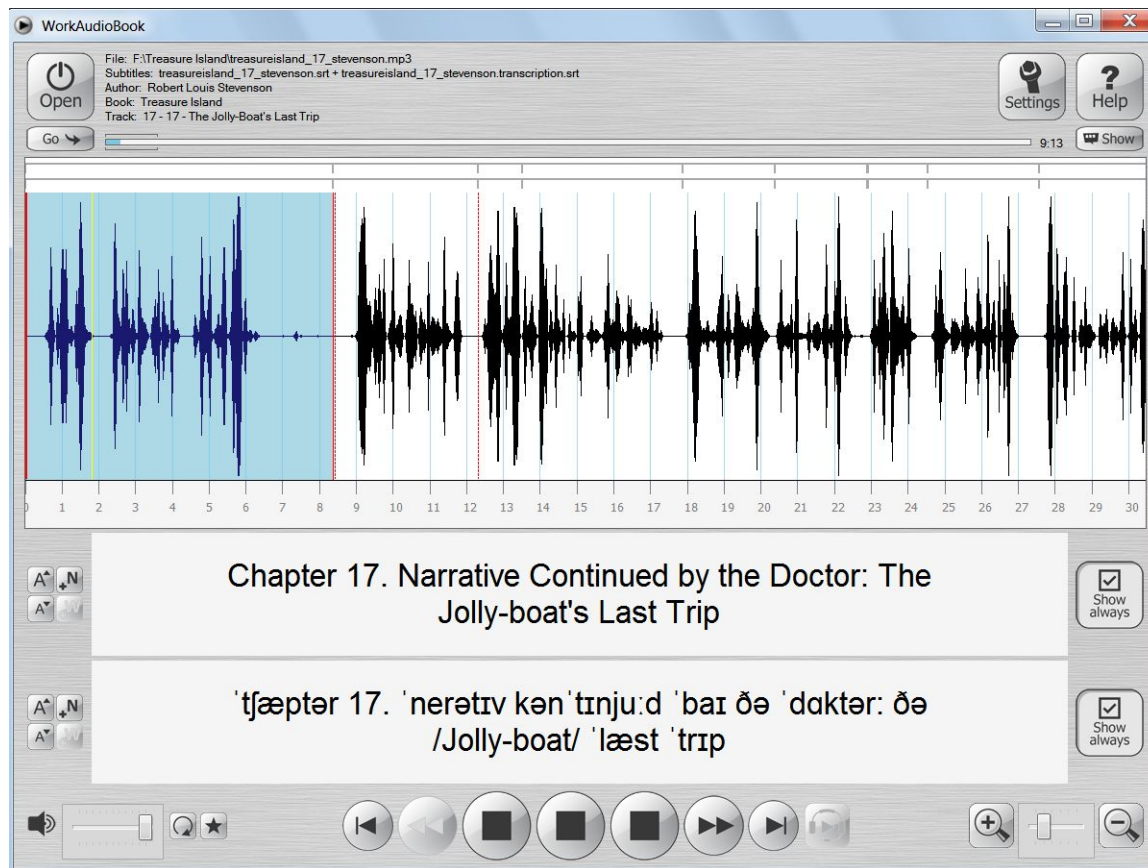 WorkAudioBook
File: F:\Treasure Island\treasureisland_17_stevenson.mp3
Subtitles: treasureisland_17_stevenson.srt + treasureisland_17_stevenson.transcription.srt
Author: Robert Louis Stevenson
Book: Treasure Island
Track: 17 - 17 - The Jolly-Boat's Last Trip
Open
Settings
? Help
Go
9:13
Show
0 1 2 3 4 5 6 7 8 9 10 11 12 13 14 15 16 17 18 19 20 21 22 23 24 25 26 27 28 29 30
Chapter 17. Narrative Continued by the Doctor: The
Jolly-boat's Last Trip
A +N
A W
Show
always
ˈtʃæptər 17. ˈnerətɪv kənˈtɪnjuːd ˈbaɪ ðə ˈdɑktər: ðə
/Jolly-boat/ ˈlæst ˈtrɪp
A +N
A W
Show
always